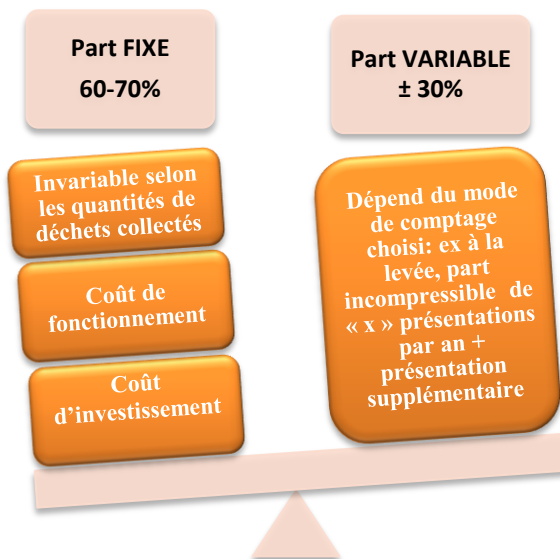 Part FIXE
60-70%
Invariable selon
les quantités de
déchets collectés
Coût de
fonctionnement
Coût
d’investissement
Part VARIABLE
± 30%
Dépend du mode
de comptage
choisi: ex à la
levée, part
incompressible de
« x » présentations
par an +
présentation
supplémentaire